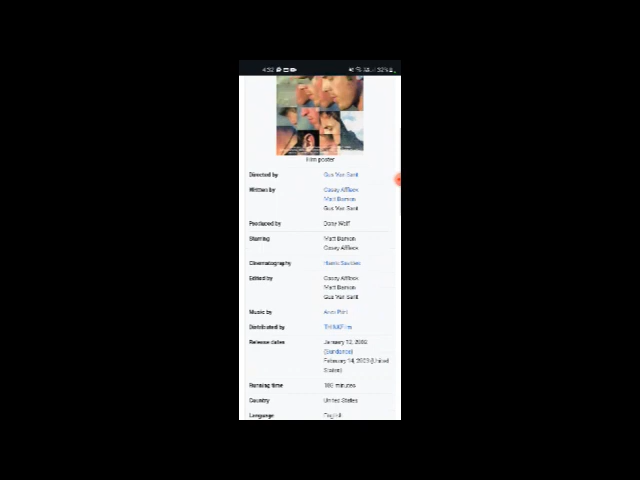 4:52
Film poster
Directed by Gus Van Sant
Written by Casey Affleck
Matt Damon
Gus Van Sant
Produced by Dany Wolf
Starring Matt Damon
Casey Affleck
Cinematography Harris Savides
Edited by Casey Affleck
Matt Damon
Gus Van Sant
Music by Arvo Pärt
Distributed by THINKFilm
Release dates January 12, 2002
(Sundance)
February 14, 2003 (United
States)
Running time minutes
Country United States
Language English